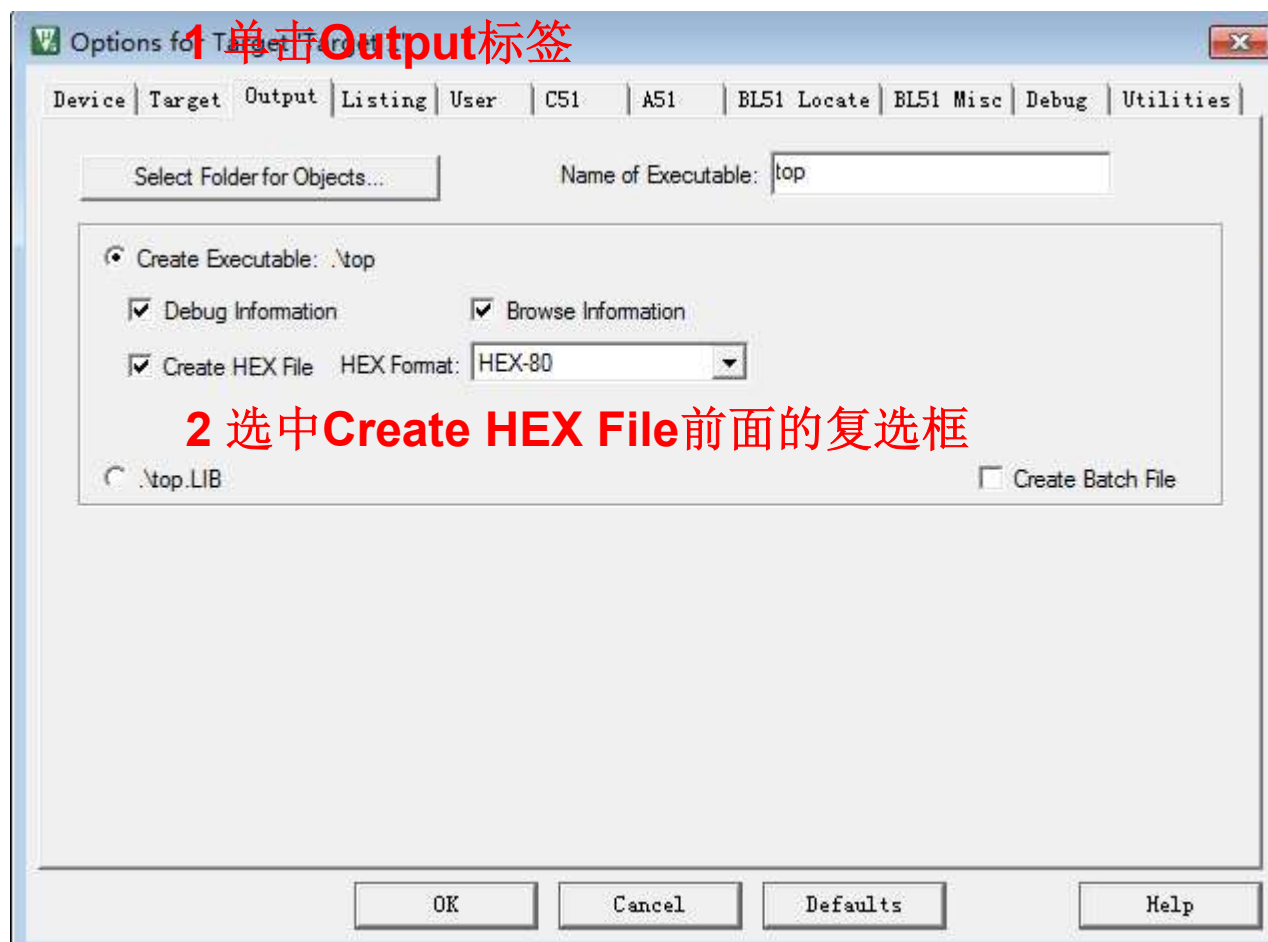 Options for Target 'Target 1'
1 单击Output标签
Device Target Output Listing User C51 A51 BL51 Locate BL51 Misc Debug Utilities
Select Folder for Objects... Name of Executable: top
Create Executable: .\top
Debug Information Browse Information
Create HEX File HEX Format: HEX-80
2 选中Create HEX File前面的复选框
.\top.LIB Create Batch File
OK Cancel Defaults Help